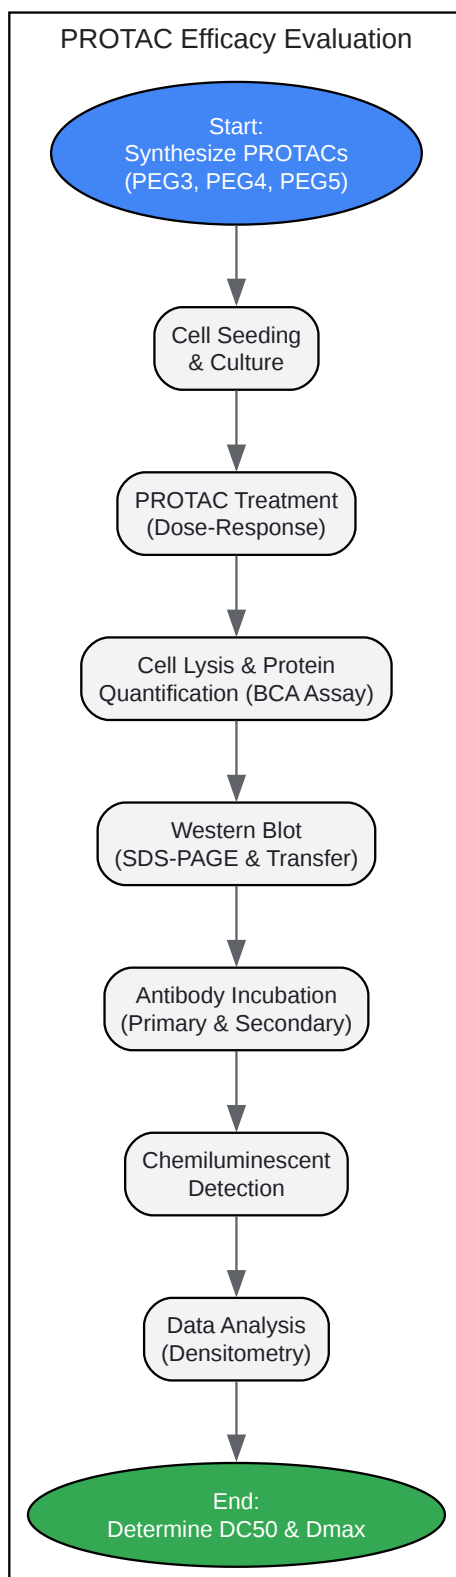 PROTAC Efficacy Evaluation
Start:
Synthesize PROTACs
(PEG3, PEG4, PEG5)
Cell Seeding
& Culture
PROTAC Treatment
(Dose-Response)
Cell Lysis & Protein
Quantification (BCA Assay)
Western Blot
(SDS-PAGE & Transfer)
Antibody Incubation
(Primary & Secondary)
Chemiluminescent
Detection
Data Analysis
(Densitometry)
End:
Determine DC50 & Dmax